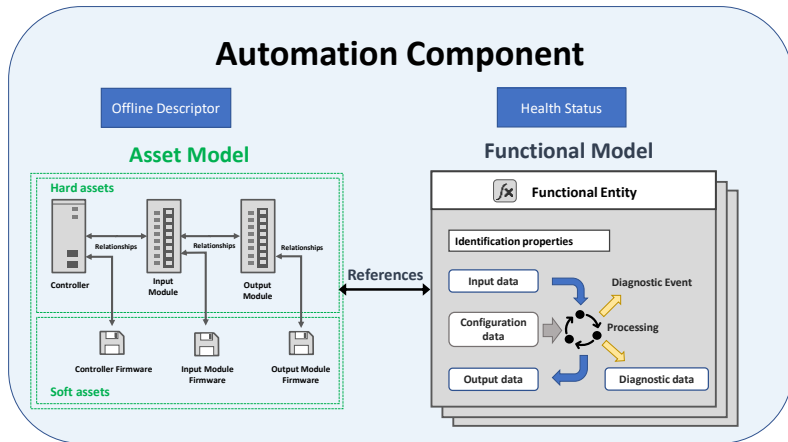 Automation Component
Offline Descriptor
Health Status
Asset Model
Functional Model
Hard assets
Relationships
Relationships
Relationships
Controller
Input
Module
Output
Module
Controller Firmware
Input Module
Firmware
Output Module
Firmware
Soft assets
References
fx
Functional Entity
Identification properties
Input data
Diagnostic Event
Configuration
data
Processing
Output data
Diagnostic data